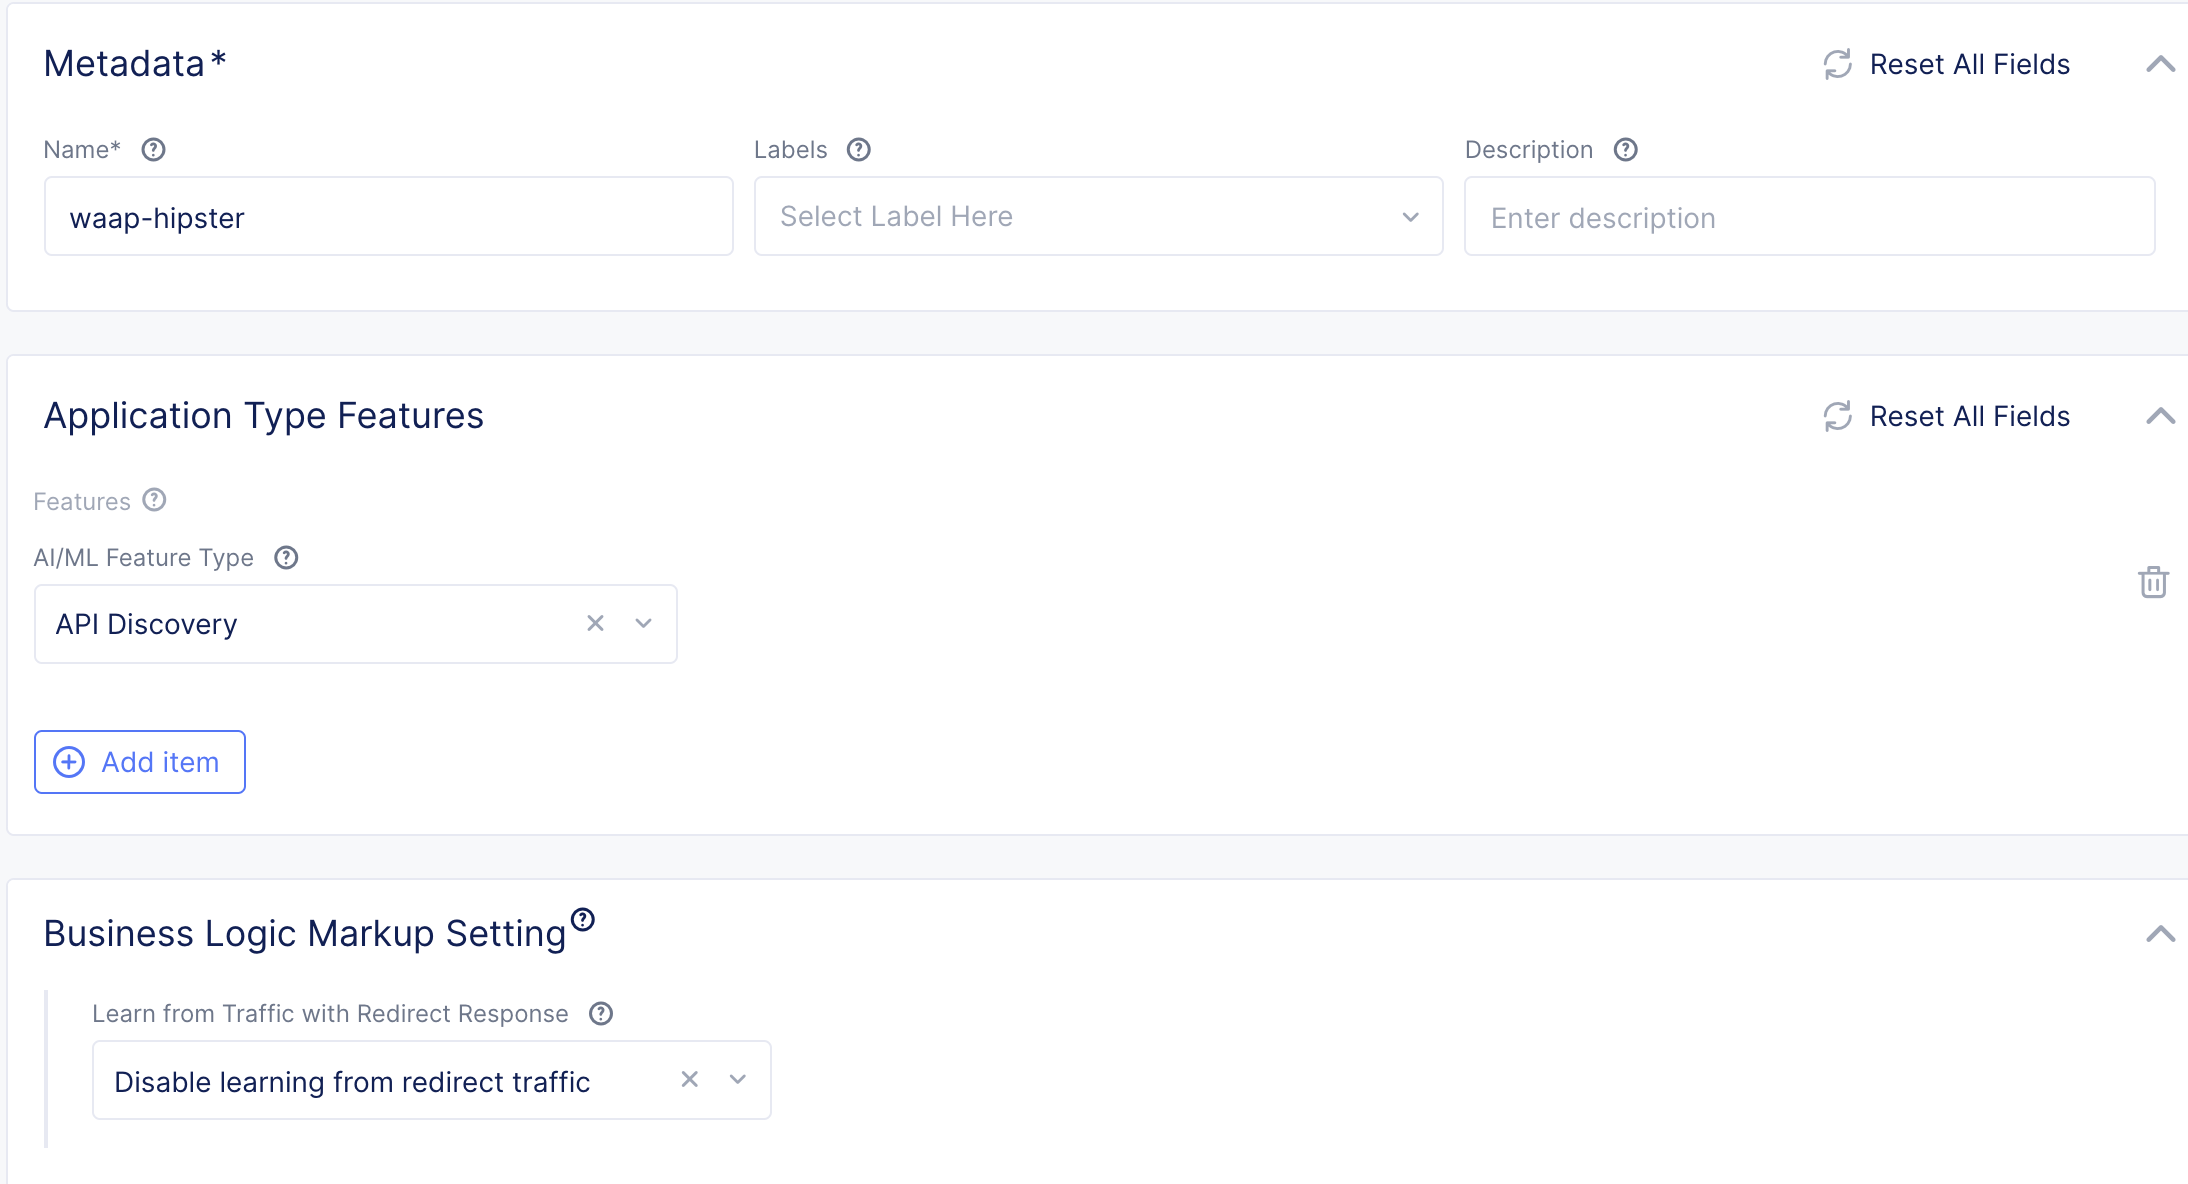 Metadata*
Reset All Fields
Name*
Labels
Description
waap-hipster
Select Label Here
Enter description
Application Type Features
Reset All Fields
Features
AI/ML Feature Type
API Discovery
Add item
Business Logic Markup Setting
Learn from Traffic with Redirect Response
Disable learning from redirect traffic